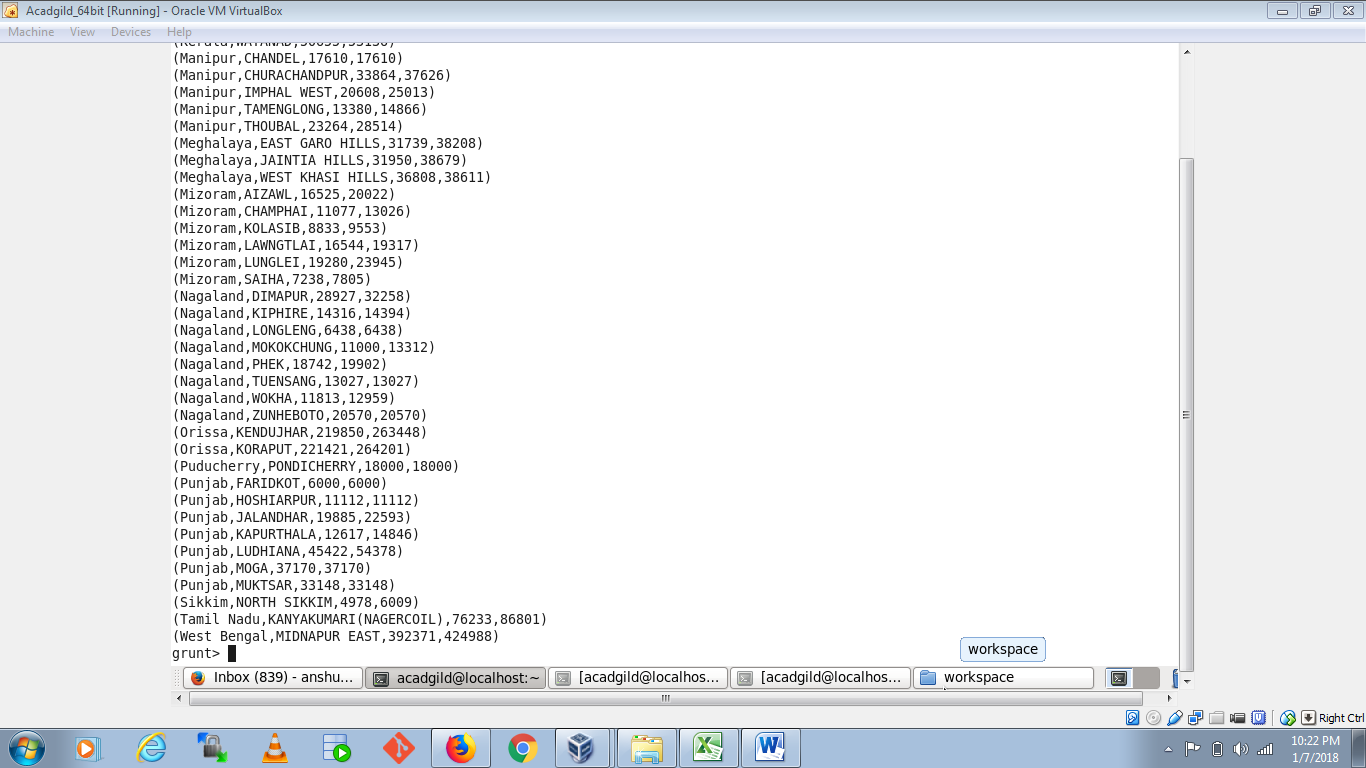 Acadgild_64bit [Running] - Oracle VM VirtualBox
Machine View Devices Help
(Kerala,WAYANAD,
(Manipur,CHANDEL,17610,17610)
(Manipur,CHURACHANDPUR,33864,37626)
(Manipur,IMPHAL WEST,20608,25013)
(Manipur,TAMENGLONG,13380,14866)
(Manipur,THOUBAL,23264,28514)
(Meghalaya,EAST GARO HILLS,31739,38208)
(Meghalaya,JAINTIA HILLS,31950,38679)
(Meghalaya,WEST KHASI HILLS,36808,38611)
(Mizoram,AIZAWL,16525,20022)
(Mizoram,CHAMPHAI,11077,13026)
(Mizoram,KOLASIB,8833,9553)
(Mizoram,LAWNGTLAI,16544,19317)
(Mizoram,LUNGLEI,19280,23945)
(Mizoram,SAIHA,7238,7805)
(Nagaland,DIMAPUR,28927,32258)
(Nagaland,KIPHIRE,14316,14394)
(Nagaland,LONGLENG,6438,6438)
(Nagaland,MOKOKCHUNG,11000,13312)
(Nagaland,PHEK,18742,19902)
(Nagaland,TUENSANG,13027,13027)
(Nagaland,WOKHA,11813,12959)
(Nagaland,ZUNHEBOTO,20570,20570)
(Orissa,KENDUJHAR,219850,263448)
(Orissa,KORAPUT,221421,264201)
(Puducherry,PONDICHERRY,18000,18000)
(Punjab,FARIDKOT,6000,6000)
(Punjab,HOSHIARPUR,11112,11112)
(Punjab,JALANDHAR,19885,22593)
(Punjab,KAPURTHALA,12617,14846)
(Punjab,LUDHIANA,45422,54378)
(Punjab,MOGA,37170,37170)
(Punjab,MUKTSAR,33148,33148)
(Sikkim,NORTH SIKKIM,4978,6009)
(Tamil Nadu,KANYAKUMARI(NAGERCOIL),76233,86801)
(West Bengal,MIDNAPUR EAST,392371,424988)
grunt>
workspace
Inbox (839) - anshu... acadgild@localhost:~ [acadgild@localhos... [acadgild@localhos... workspace
Right Ctrl
10:22 PM
1/7/2018